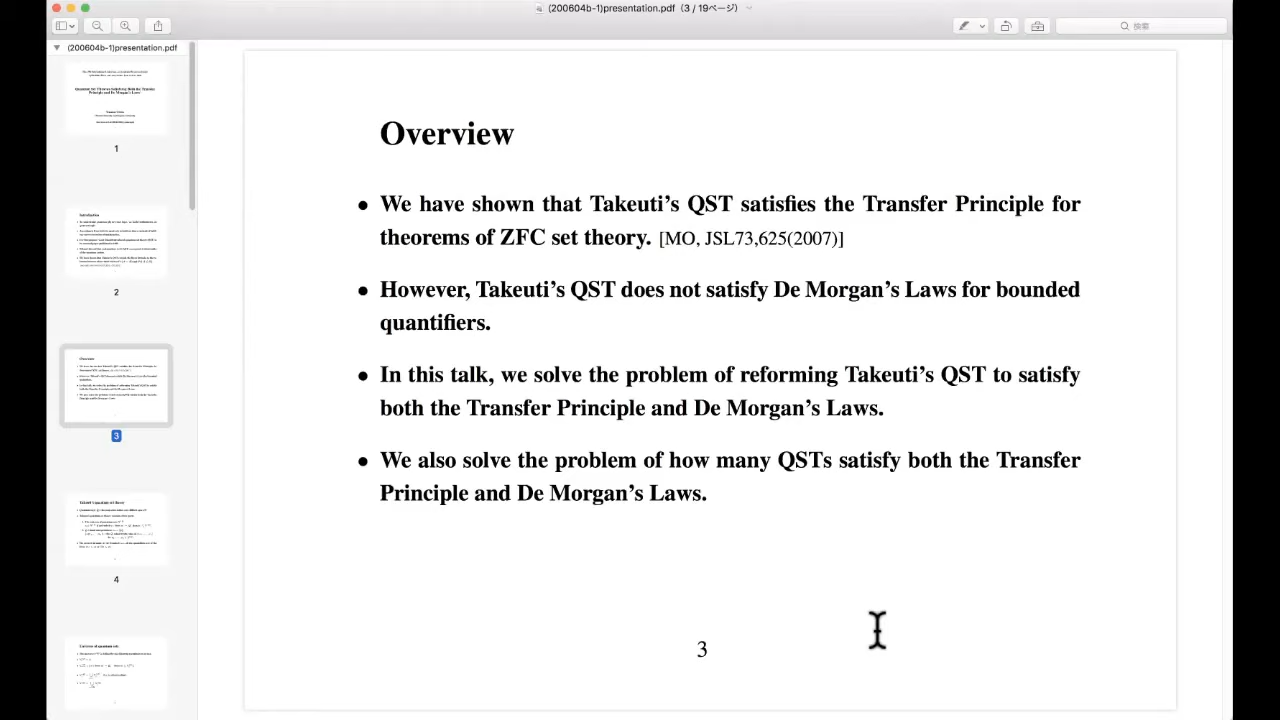 (200604b-1)presentation.pdf（3 / 19ページ）
検索
(200604b-1)presentation.pdf
1
Introduction
2
Overview
3
4
Overview
• We have shown that Takeuti's QST satisfies the Transfer Principle for
theorems of ZFC set theory. [MO, JSL73,625(2007)]
• However, Takeuti's QST does not satisfy De Morgan's Laws for bounded
quantifiers.
• In this talk, we solve the problem of reforming Takeuti's QST to satisfy
both the Transfer Principle and De Morgan's Laws.
• We also solve the problem of how many QSTs satisfy both the Transfer
Principle and De Morgan's Laws.
3